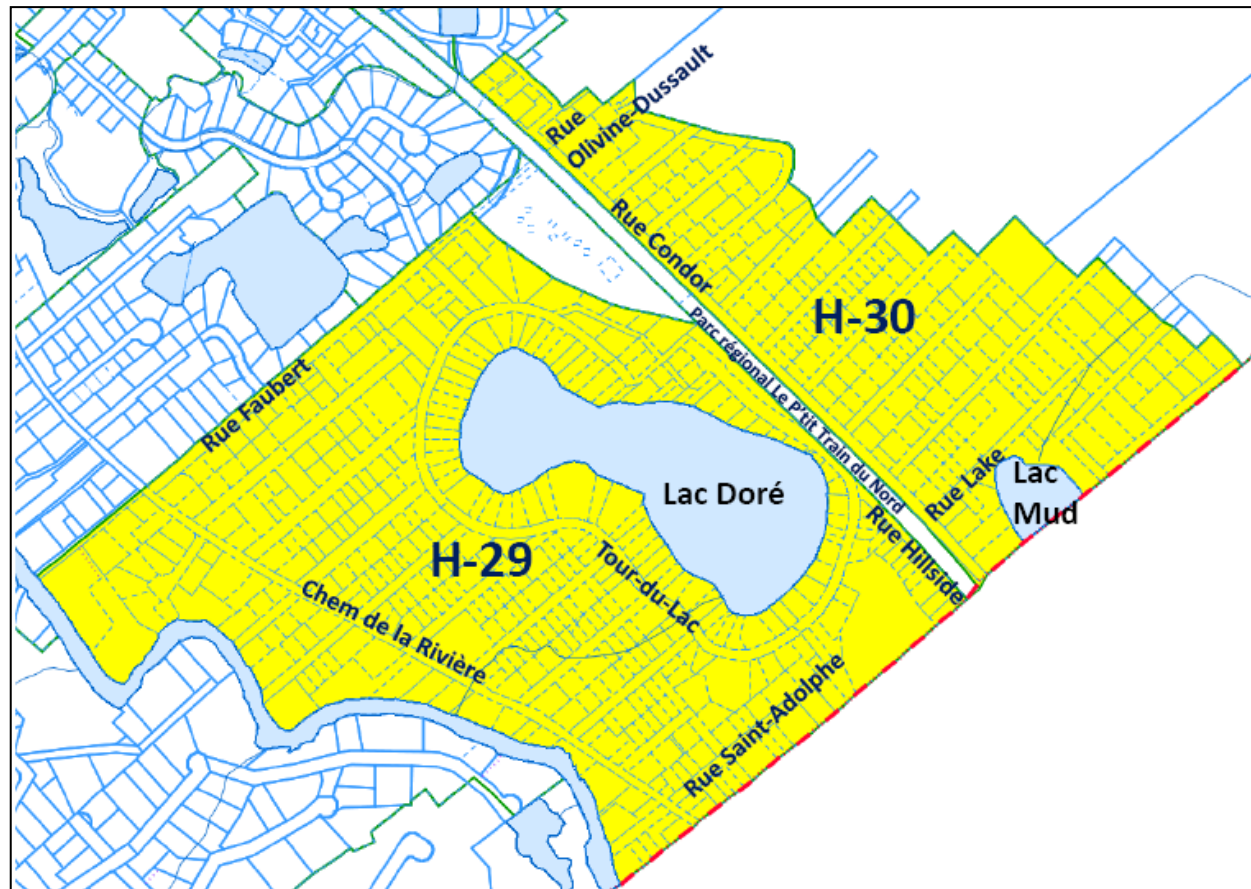 Rue
Olivine-Dussault
Rue Condor
H-30
Parc régional Le P'tit Train du Nord
Rue Faubert
Lac Doré
Rue Lake
Lac
Mud
Rue Hillside
H-29
Tour-du-Lac
Chem de la Rivière
Rue Saint-Adolphe